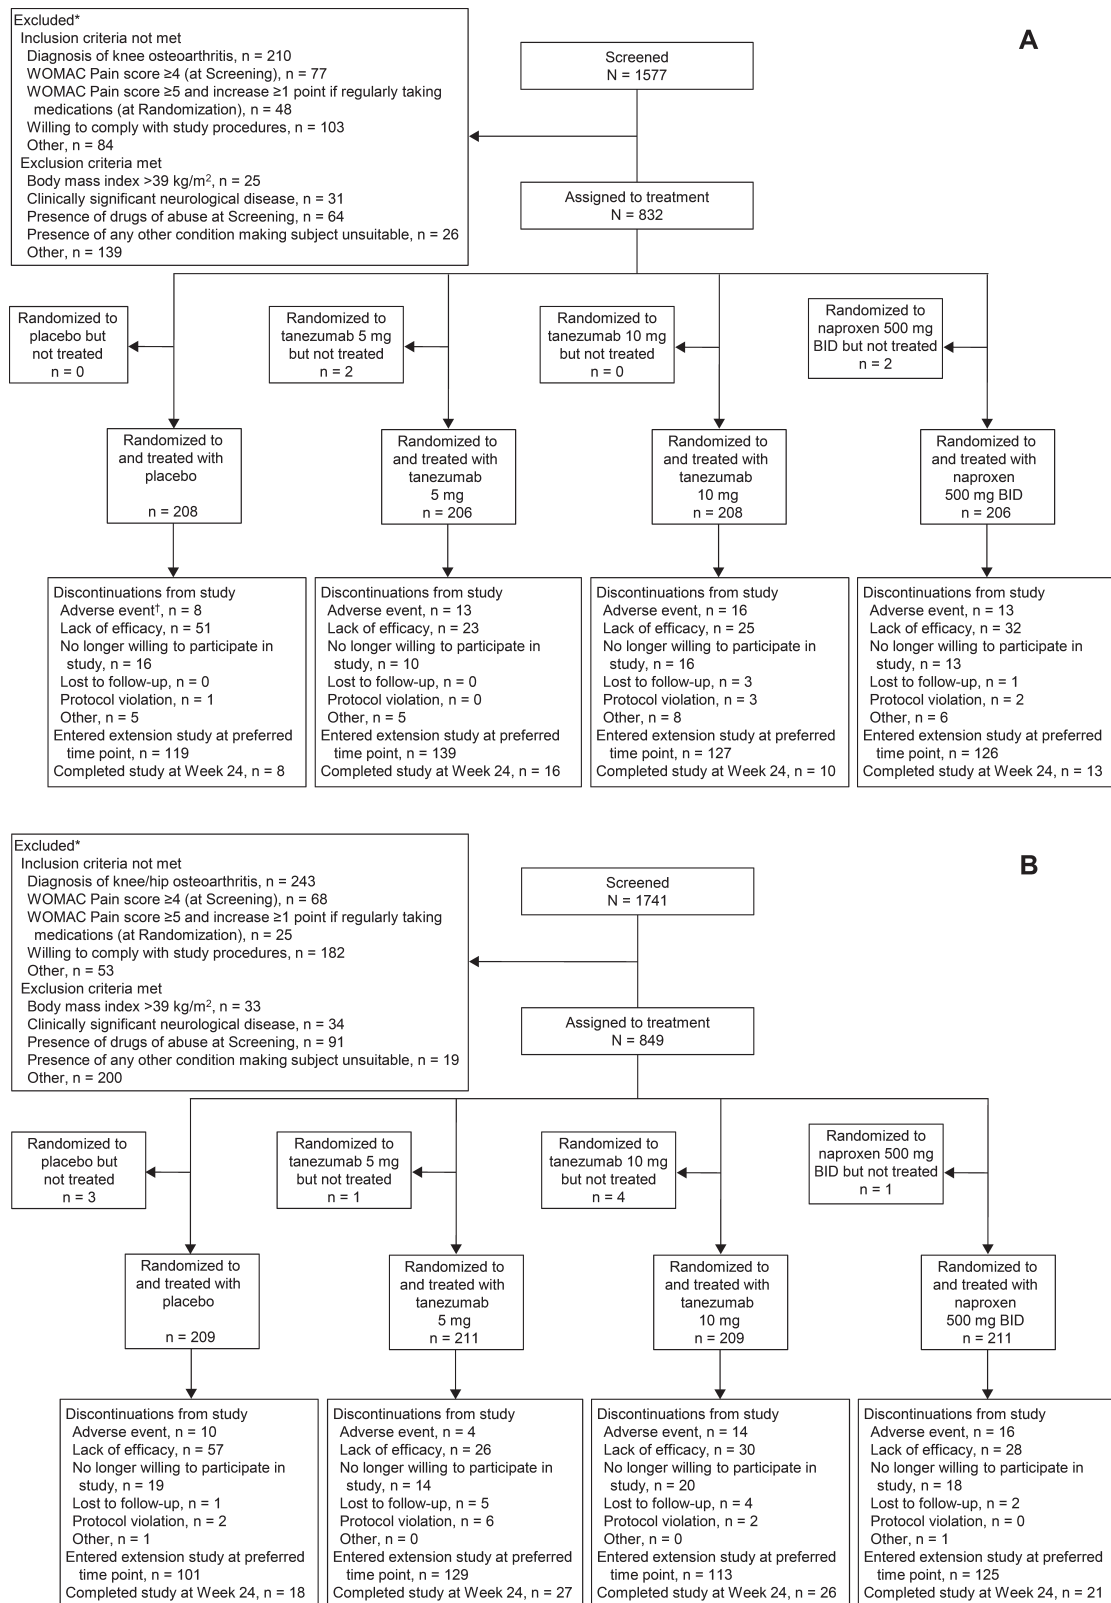 A
Excluded*
Inclusion criteria not met
Diagnosis of knee osteoarthritis, n = 210
WOMAC Pain score ≥4 (at Screening), n = 77
WOMAC Pain score ≥5 and increase ≥1 point if regularly taking
medications (at Randomization), n = 48
Willing to comply with study procedures, n = 103
Other, n = 84
Exclusion criteria met
Body mass index >39 kg/m², n = 25
Clinically significant neurological disease, n = 31
Presence of drugs of abuse at Screening, n = 64
Presence of any other condition making subject unsuitable, n = 26
Other, n = 139
Screened
N = 1577
Assigned to treatment
N = 832
Randomized to
placebo but
not treated
n = 0
Randomized to
tanezumab 5 mg
but not treated
n = 2
Randomized to
tanezumab 10 mg
but not treated
n = 0
Randomized to
naproxen 500 mg
BID but not treated
n = 2
Randomized to
and treated with
placebo
n = 208
Randomized to
and treated with
tanezumab
5 mg
n = 206
Randomized to
and treated with
tanezumab
10 mg
n = 208
Randomized to
and treated with
naproxen
500 mg BID
n = 206
Discontinuations from study
Adverse event†, n = 8
Lack of efficacy, n = 51
No longer willing to participate in
study, n = 16
Lost to follow-up, n = 0
Protocol violation, n = 1
Other, n = 5
Entered extension study at preferred
time point, n = 119
Completed study at Week 24, n = 8
Discontinuations from study
Adverse event, n = 13
Lack of efficacy, n = 23
No longer willing to participate in
study, n = 10
Lost to follow-up, n = 0
Protocol violation, n = 0
Other, n = 5
Entered extension study at preferred
time point, n = 139
Completed study at Week 24, n = 16
Discontinuations from study
Adverse event, n = 16
Lack of efficacy, n = 25
No longer willing to participate in
study, n = 16
Lost to follow-up, n = 3
Protocol violation, n = 3
Other, n = 8
Entered extension study at preferred
time point, n = 127
Completed study at Week 24, n = 10
Discontinuations from study
Adverse event, n = 13
Lack of efficacy, n = 32
No longer willing to participate in
study, n = 13
Lost to follow-up, n = 1
Protocol violation, n = 2
Other, n = 6
Entered extension study at preferred
time point, n = 126
Completed study at Week 24, n = 13
B
Excluded*
Inclusion criteria not met
Diagnosis of knee/hip osteoarthritis, n = 243
WOMAC Pain score ≥4 (at Screening), n = 68
WOMAC Pain score ≥5 and increase ≥1 point if regularly taking
medications (at Randomization), n = 25
Willing to comply with study procedures, n = 182
Other, n = 53
Exclusion criteria met
Body mass index >39 kg/m², n = 33
Clinically significant neurological disease, n = 34
Presence of drugs of abuse at Screening, n = 91
Presence of any other condition making subject unsuitable, n = 19
Other, n = 200
Screened
N = 1741
Assigned to treatment
N = 849
Randomized to
placebo but
not treated
n = 3
Randomized to
tanezumab 5 mg
but not treated
n = 1
Randomized to
tanezumab 10 mg
but not treated
n = 4
Randomized to
naproxen 500 mg
BID but not treated
n = 1
Randomized to
and treated with
placebo
n = 209
Randomized to
and treated with
tanezumab
5 mg
n = 211
Randomized to
and treated with
tanezumab
10 mg
n = 209
Randomized to
and treated with
naproxen
500 mg BID
n = 211
Discontinuations from study
Adverse event, n = 10
Lack of efficacy, n = 57
No longer willing to participate in
study, n = 19
Lost to follow-up, n = 1
Protocol violation, n = 2
Other, n = 1
Entered extension study at preferred
time point, n = 101
Completed study at Week 24, n = 18
Discontinuations from study
Adverse event, n = 4
Lack of efficacy, n = 26
No longer willing to participate in
study, n = 14
Lost to follow-up, n = 5
Protocol violation, n = 6
Other, n = 0
Entered extension study at preferred
time point, n = 129
Completed study at Week 24, n = 27
Discontinuations from study
Adverse event, n = 14
Lack of efficacy, n = 30
No longer willing to participate in
study, n = 20
Lost to follow-up, n = 4
Protocol violation, n = 2
Other, n = 0
Entered extension study at preferred
time point, n = 113
Completed study at Week 24, n = 26
Discontinuations from study
Adverse event, n = 16
Lack of efficacy, n = 28
No longer willing to participate in
study, n = 18
Lost to follow-up, n = 2
Protocol violation, n = 0
Other, n = 1
Entered extension study at preferred
time point, n = 125
Completed study at Week 24, n = 21